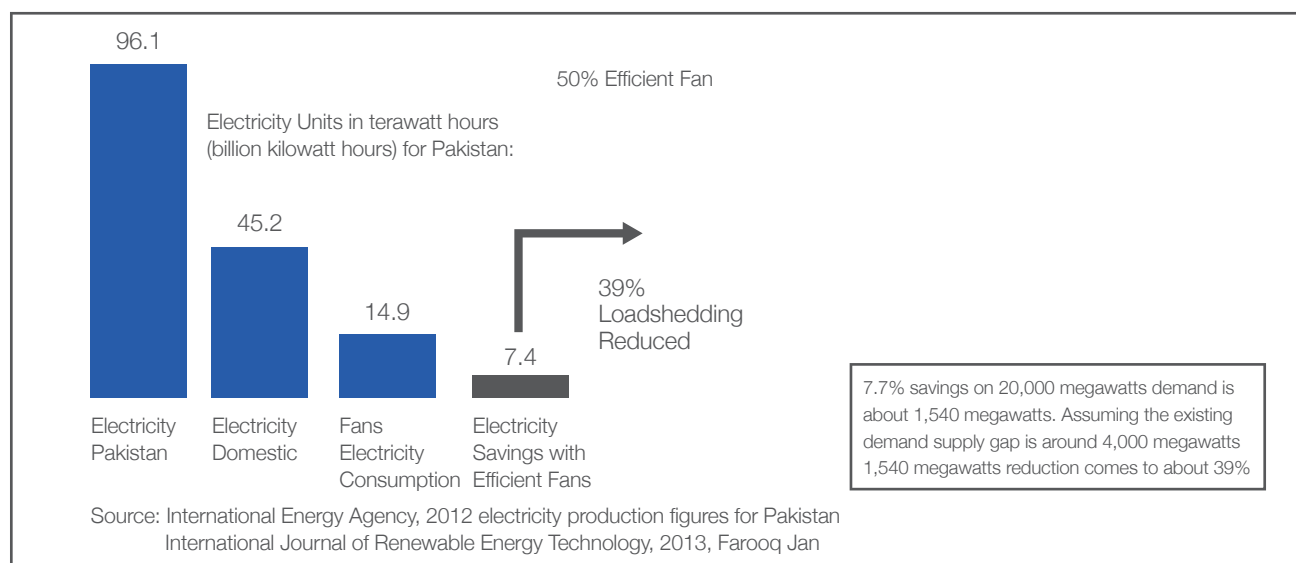 96.1
50% Efficient Fan
Electricity Units in terawatt hours
(billion kilowatt hours) for Pakistan:
45.2
14.9
7.4
39%
Loadshedding
Reduced
Electricity
Pakistan
Electricity
Domestic
Fans
Electricity
Consumption
Electricity
Savings with
Efficient Fans
7.7% savings on 20,000 megawatts demand is
about 1,540 megawatts. Assuming the existing
demand supply gap is around 4,000 megawatts
1,540 megawatts reduction comes to about 39%
Source: International Energy Agency, 2012 electricity production figures for Pakistan
International Journal of Renewable Energy Technology, 2013, Farooq Jan